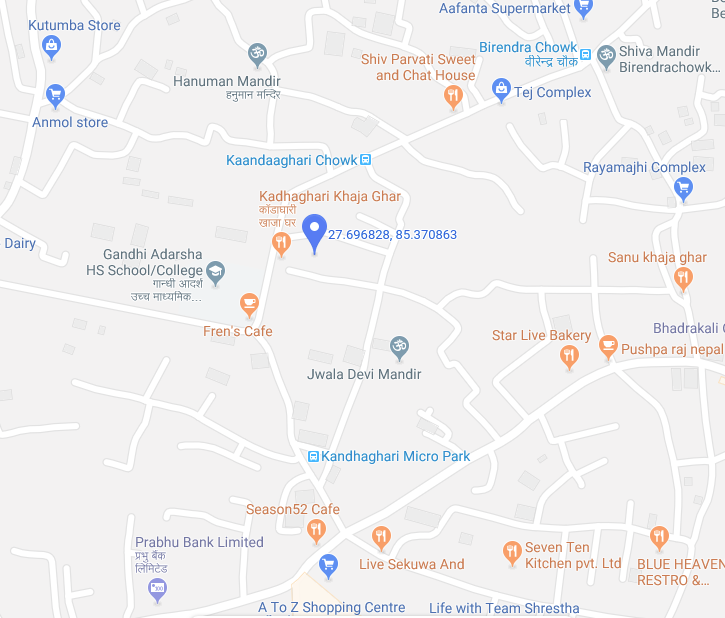 Aafanta Supermarket
Kutumba Store
Birendra Chowk
वीरेन्द्र चौक
Shiva Mandir
Birendrachowk...
Shiv Parvati Sweet
and Chat House
Hanuman Mandir
हनुमान मन्दिर
Tej Complex
Anmol store
Kaandaaghari Chowk
Rayamajhi Complex
Kadhaghari Khaja Ghar
काँडाघारी
खाजा घर
27.696828, 85.370863
Dairy
Gandhi Adarsha
HS School/College
गान्धी आदर्श
उच्च माध्यमिक...
Sanu khaja ghar
Fren's Cafe
Bhadrakali
Star Live Bakery
Pushpa raj nepal
Jwala Devi Mandir
Kandhaghari Micro Park
Season52 Cafe
Prabhu Bank Limited
प्रभु बैंक
लिमिटेड
Live Sekuwa And
Seven Ten
Kitchen pvt. Ltd
BLUE HEAVEN
RESTRO &...
A To Z Shopping Centre
Life with Team Shrestha